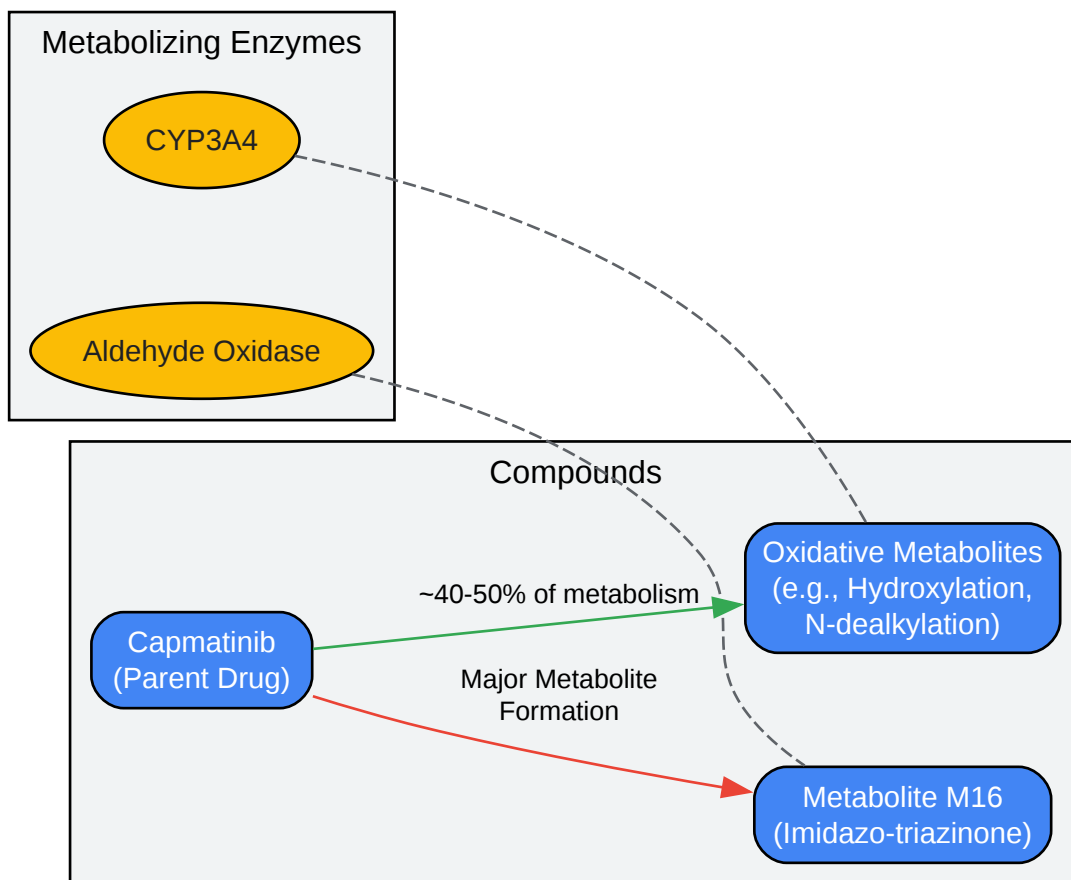 Metabolizing Enzymes
CYP3A4
Aldehyde Oxidase
Compounds
Capmatinib
(Parent Drug)
~40-50% of metabolism
Major Metabolite
Formation
Oxidative Metabolites
(e.g., Hydroxylation,
N-dealkylation)
Metabolite M16
(Imidazo-triazinone)